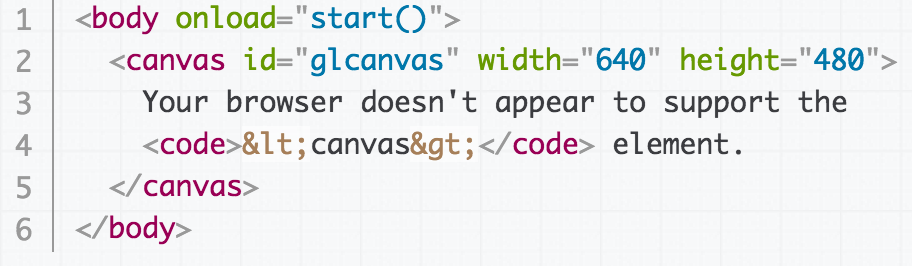 1 <body onload="start()">
2 <canvas id="glcanvas" width="640" height="480">
3 Your browser doesn't appear to support the
4 <code>&lt;canvas&gt;</code> element.
5 </canvas>
6 </body>